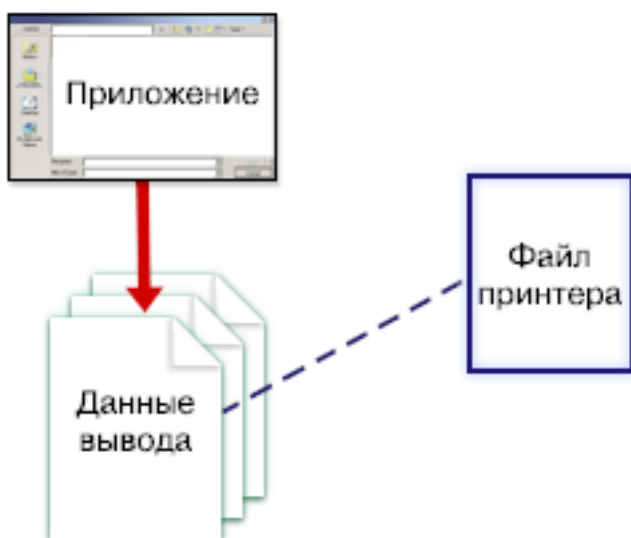 Приложение
Файл
принтера
Данные
вывода